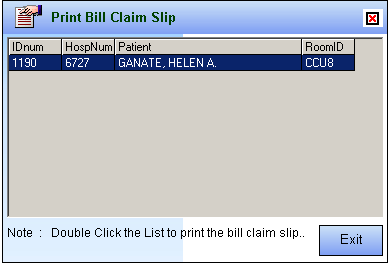 Print Bill Claim Slip
IDnum HospNum Patient RoomID
1190 6727 GANATE, HELEN A. CCU8
Note : Double Click the List to print the bill claim slip..
Exit